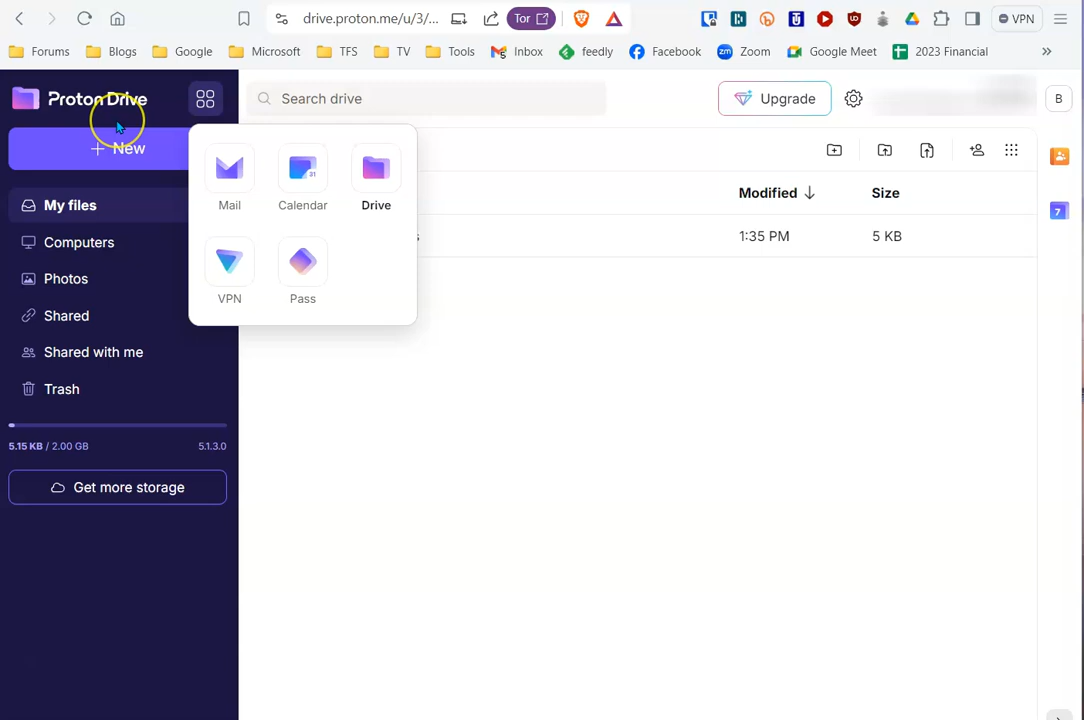 drive.proton.me/u/3/... Tor VPN
Forums Blogs Google Microsoft TFS TV Tools Inbox feedly Facebook Zoom Google Meet 2023 Financial »
Proton Drive
Search drive
Upgrade
B
+ New
Mail Calendar Drive
31
VPN Pass
My files
Computers
Photos
Shared
Shared with me
Trash
5.15 KB / 2.00 GB 5.1.3.0
Get more storage
Modified Size
s 1:35 PM 5 KB
7